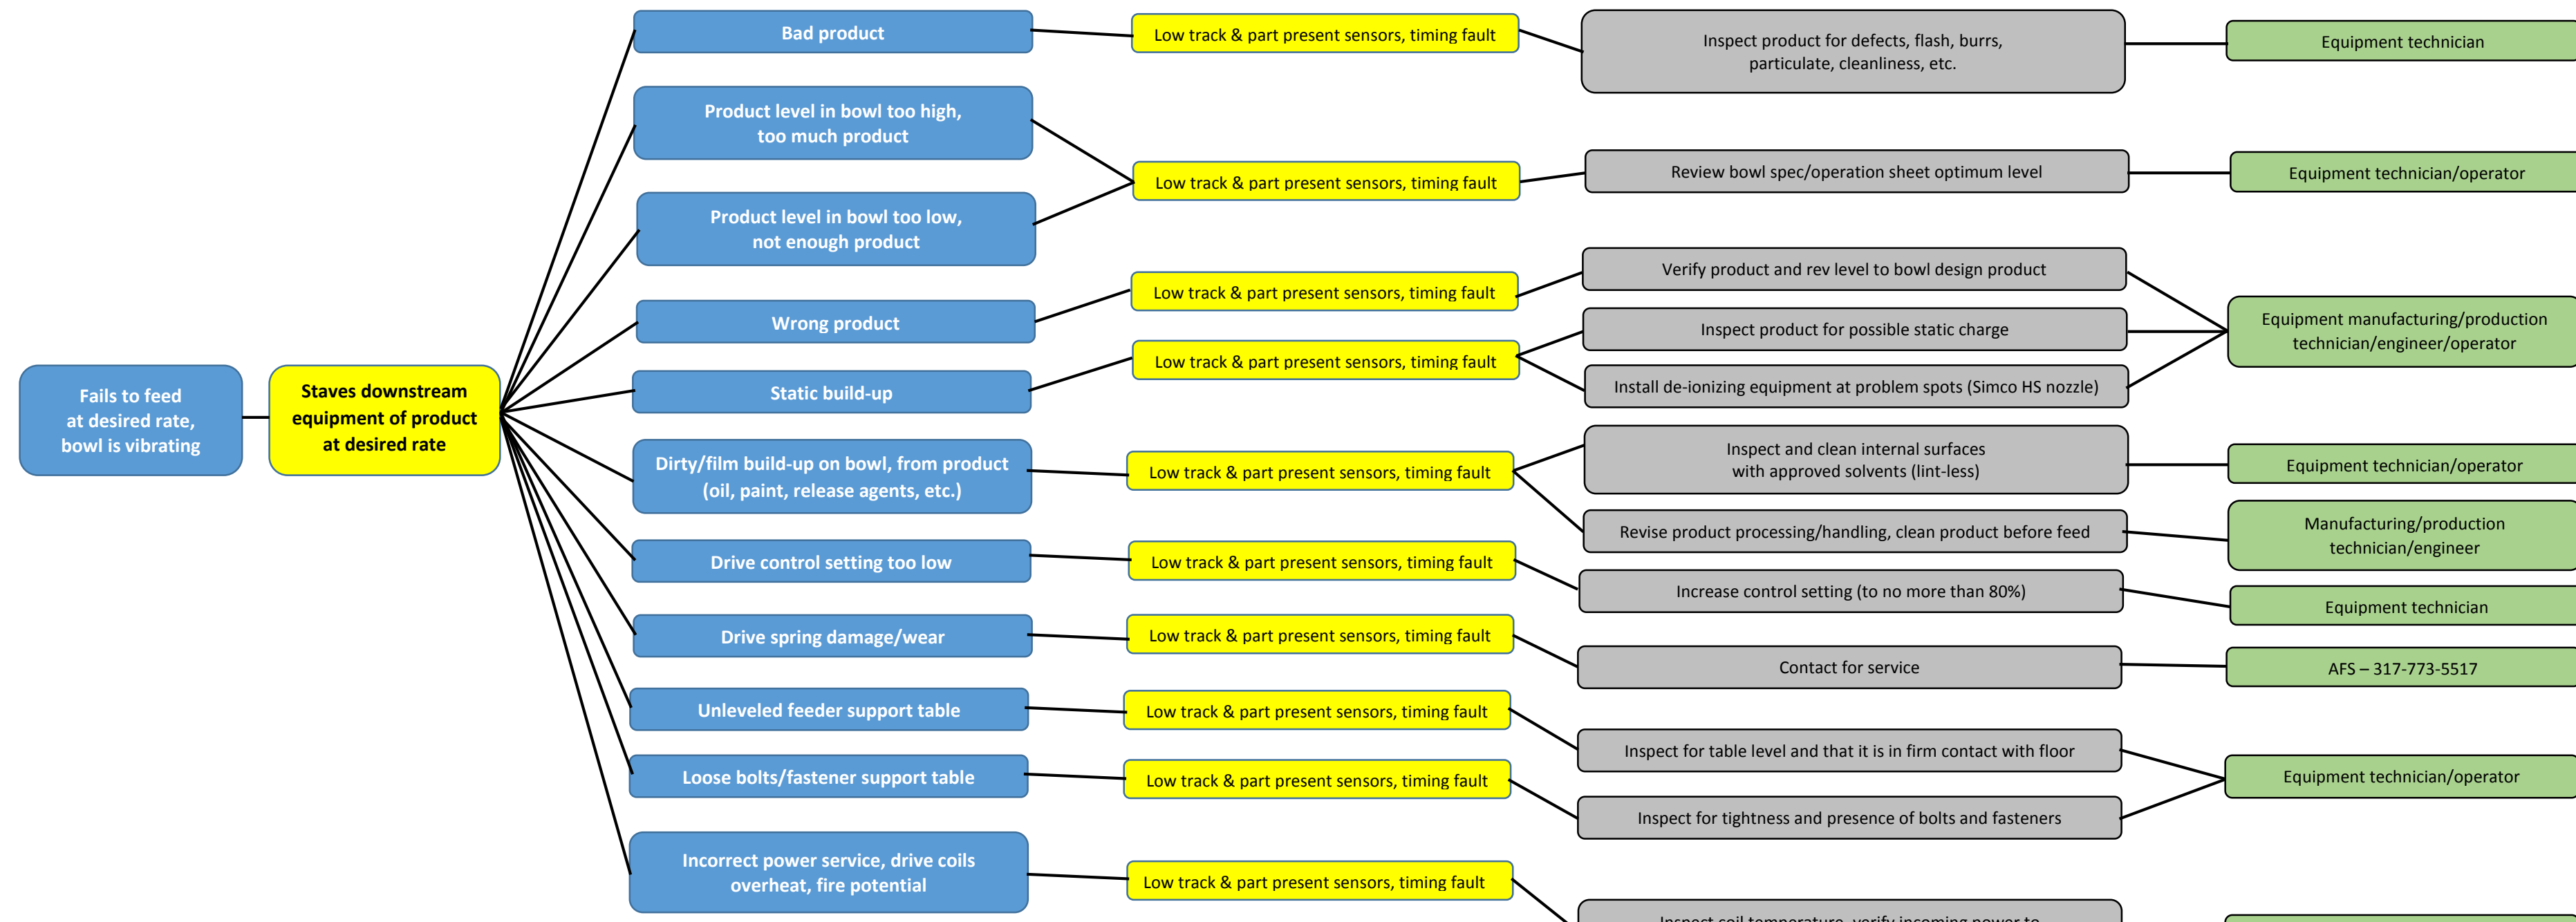 Fails to feed
at desired rate,
bowl is vibrating
Staves downstream
equipment of product
at desired rate
Bad product
Low track & part present sensors, timing fault
Inspect product for defects, flash, burrs,
particulate, cleanliness, etc.
Equipment technician
Product level in bowl too high,
too much product
Product level in bowl too low,
not enough product
Low track & part present sensors, timing fault
Review bowl spec/operation sheet optimum level
Equipment technician/operator
Wrong product
Low track & part present sensors, timing fault
Verify product and rev level to bowl design product
Static build-up
Low track & part present sensors, timing fault
Inspect product for possible static charge
Install de-ionizing equipment at problem spots (Simco HS nozzle)
Equipment manufacturing/production
technician/engineer/operator
Dirty/film build-up on bowl, from product
(oil, paint, release agents, etc.)
Low track & part present sensors, timing fault
Inspect and clean internal surfaces
with approved solvents (lint-less)
Equipment technician/operator
Revise product processing/handling, clean product before feed
Manufacturing/production
technician/engineer
Drive control setting too low
Low track & part present sensors, timing fault
Increase control setting (to no more than 80%)
Equipment technician
Drive spring damage/wear
Low track & part present sensors, timing fault
Contact for service
AFS – 317-773-5517
Unleveled feeder support table
Low track & part present sensors, timing fault
Inspect for table level and that it is in firm contact with floor
Loose bolts/fastener support table
Low track & part present sensors, timing fault
Inspect for tightness and presence of bolts and fasteners
Equipment technician/operator
Incorrect power service, drive coils
overheat, fire potential
Low track & part present sensors, timing fault
Inspect coil temperature, verify incoming power to